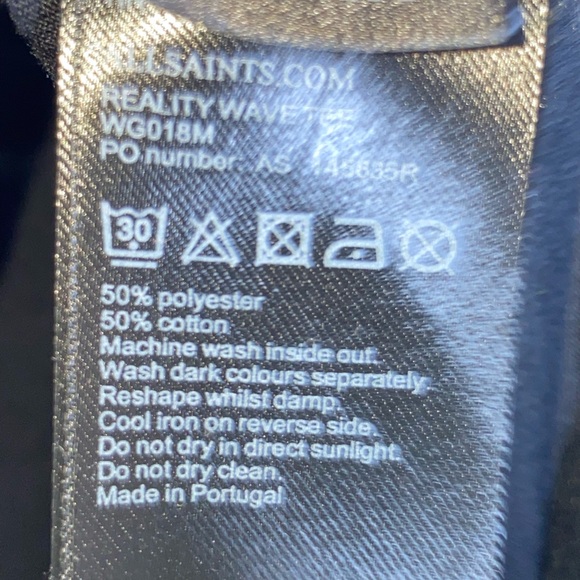 ALLSAINTS.COM
REALITY WAVE TEE
WG018M
PO number: AS
30
50% polyester
50% cotton
Machine wash inside out.
Wash dark colours separately.
Reshape whilst damp.
Cool iron on reverse side.
Do not dry in direct sunlight.
Do not dry clean.
Made in Portugal